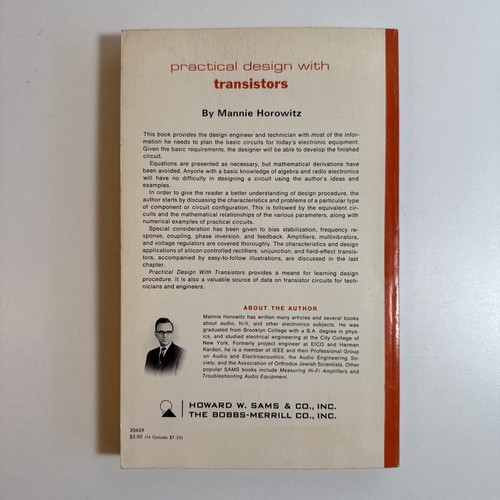 practical design with
transistors
By Mannie Horowitz
This book provides the design engineer and technician with most of the infor-
mation he needs to plan the basic circuits for today's electronic equipment.
Given the basic requirements, the designer will be able to develop the finished
circuit.
Equations are presented as necessary, but mathematical derivations have
been avoided. Anyone with a basic knowledge of algebra and radio electronics
will have no difficulty in designing a circuit using the author's ideas and
examples.
In order to give the reader a better understanding of design procedure, the
author starts by discussing the characteristics and problems of a particular type
of component or circuit configuration. This is followed by the equivalent cir-
cuits and the mathematical relationships of the various parameters, along with
numerical examples of practical circuits.
Special consideration has been given to bias stabilization, frequency re-
sponse, coupling, phase inversion, and feedback. Amplifiers, multivibrators,
and voltage regulators are covered thoroughly. The characteristics and design
applications of silicon-controlled rectifiers, unijunction, and field-effect transis-
tors, accompanied by easy-to-follow illustrations, are discussed in the last
chapter.
Practical Design With Transistors provides a means for learning design
procedure. It is also a valuable source of data on transistor circuits for tech-
nicians and engineers.
ABOUT THE AUTHOR
Mannie Horowitz has written many articles and several books
about audio, hi-fi, and other electronics subjects. He was
graduated from Brooklyn College with a B.A. degree in phys-
ics, and studied electrical engineering at the City College of
New York. Formerly project engineer at EICO and Harman
Kardon, he is a member of IEEE and their Professional Group
on Audio and Electroacoustics, the Audio Engineering So-
ciety, and the Association of Orthodox Jewish Scientists. Other
popular SAMS books include Measuring Hi-Fi Amplifiers and
Troubleshooting Audio Equipment.
HOWARD W. SAMS & CO., INC.
THE BOBBS-MERRILL CO., INC.
20659
$5.95 (In Canada $7.25)